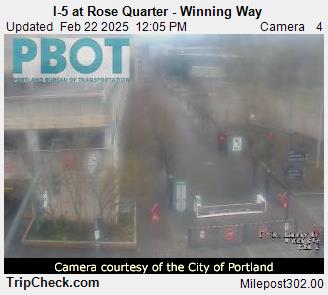 I-5 at Rose Quarter - Winning Way
Updated Feb 22 2025 12:05 PM Camera 4
PBOT
PORTLAND BUREAU OF TRANSPORTATION
Camera courtesy of the City of Portland
TripCheck.com Milepost302.00